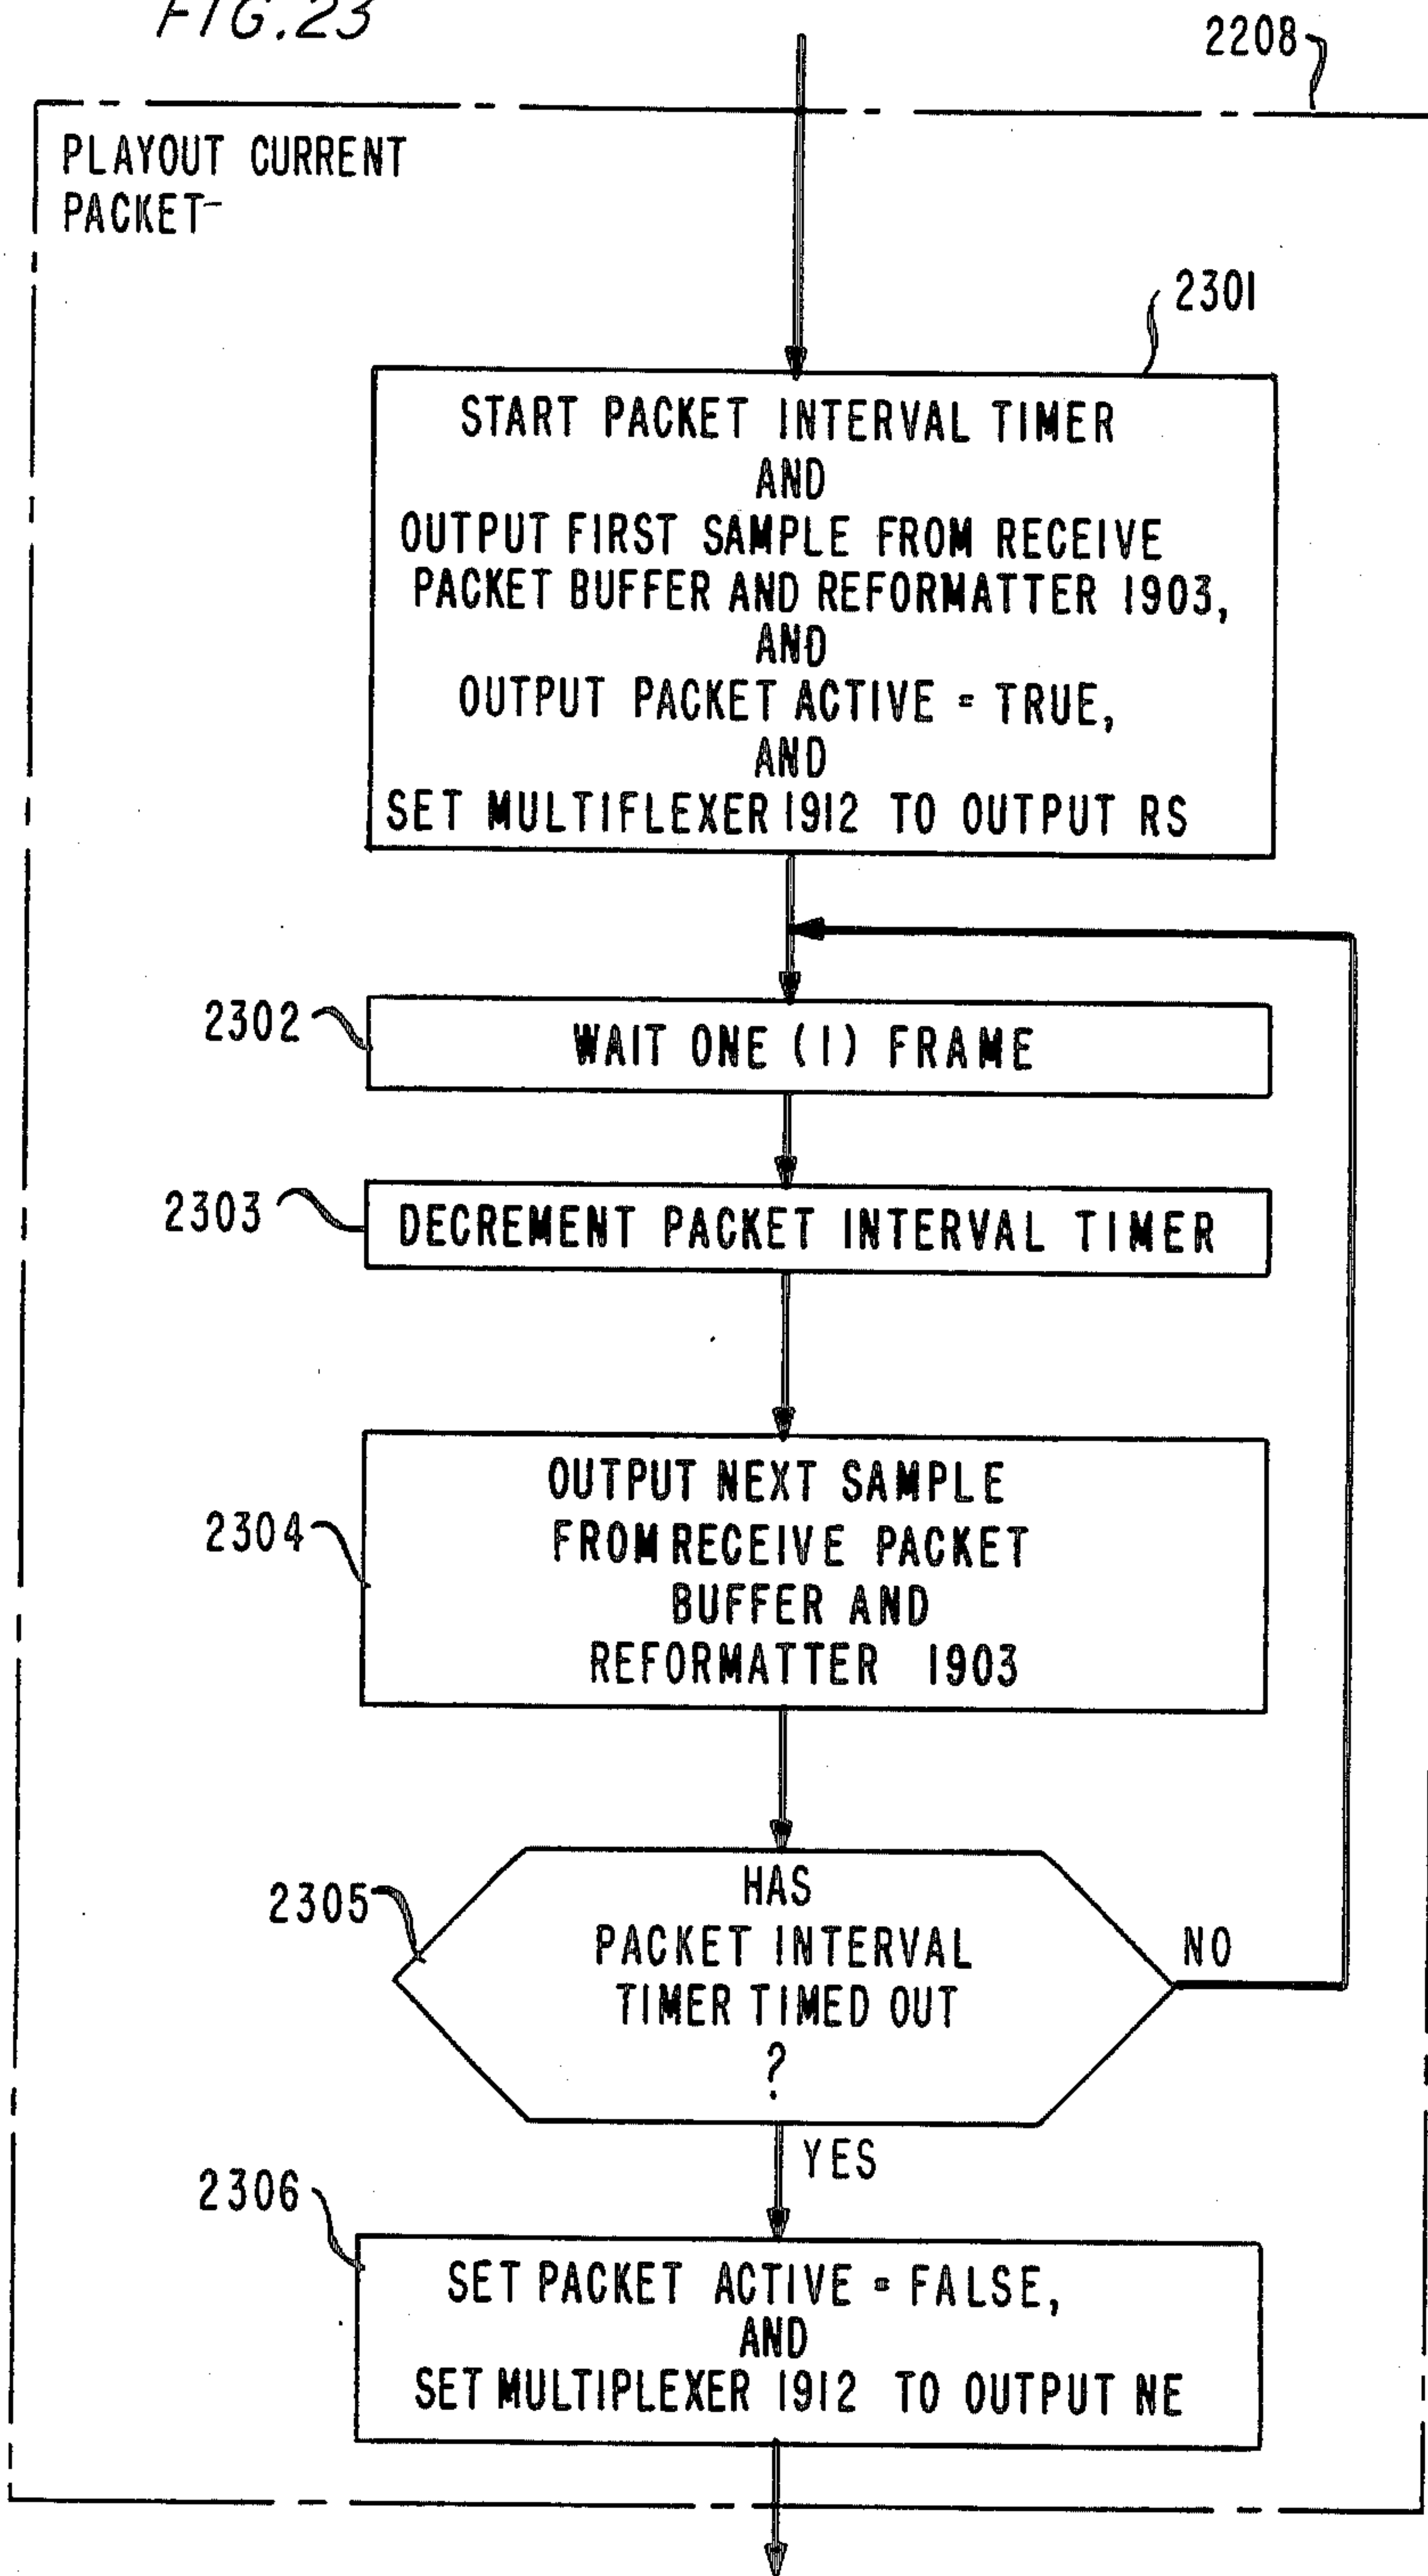 FIG.23
2208
PLAYOUT CURRENT
PACKET
2301
START PACKET INTERVAL TIMER
AND
OUTPUT FIRST SAMPLE FROM RECEIVE
PACKET BUFFER AND REFORMATTER 1903,
AND
OUTPUT PACKET ACTIVE = TRUE,
AND
SET MULTIFLEXER 1912 TO OUTPUT RS
2302
WAIT ONE (1) FRAME
2303
DECREMENT PACKET INTERVAL TIMER
2304
OUTPUT NEXT SAMPLE
FROM RECEIVE PACKET
BUFFER AND
REFORMATTER 1903
2305
HAS
PACKET INTERVAL
TIMER TIMED OUT
?
NO
YES
2306
SET PACKET ACTIVE = FALSE,
AND
SET MULTIPLEXER 1912 TO OUTPUT NE